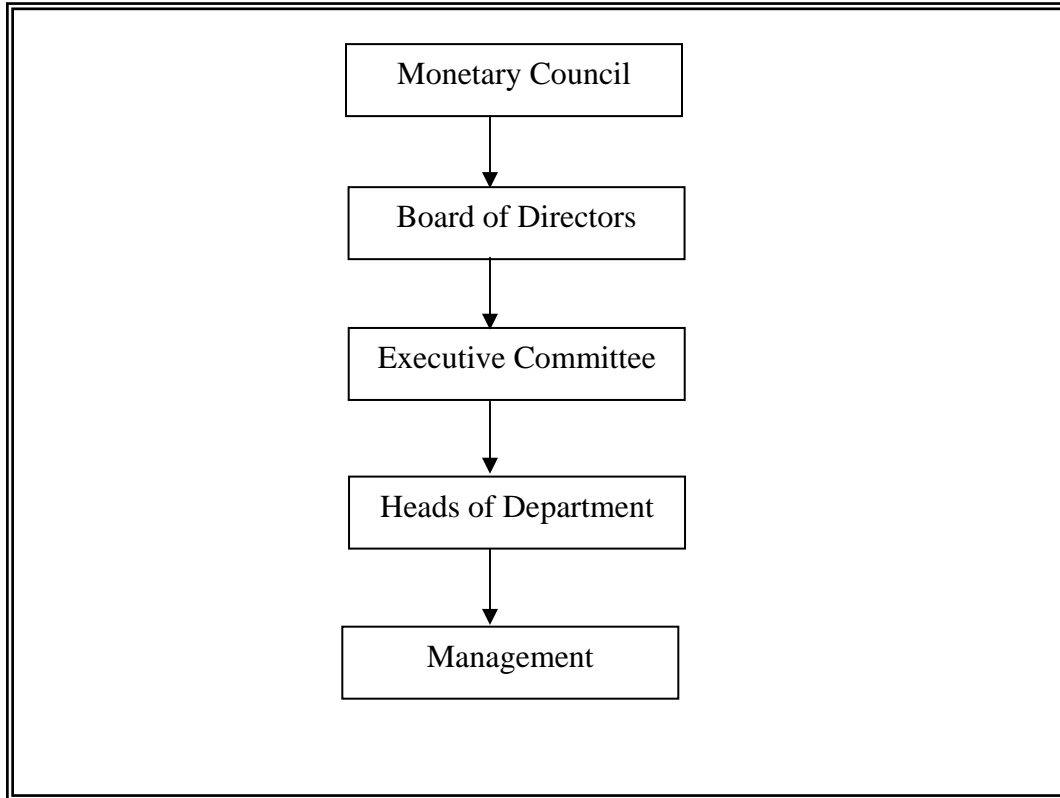 Monetary Council
Board of Directors
Executive Committee
Heads of Department
Management